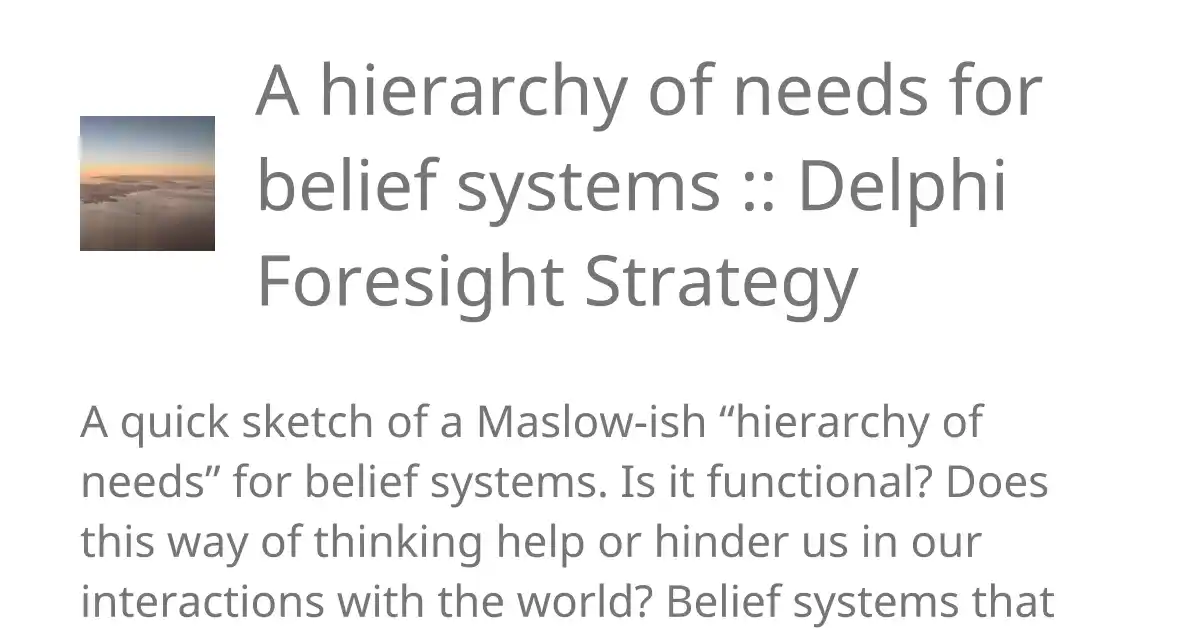 A hierarchy of needs for
belief systems :: Delphi
Foresight Strategy
A quick sketch of a Maslow-ish “hierarchy of
needs” for belief systems. Is it functional? Does
this way of thinking help or hinder us in our
interactions with the world? Belief systems that